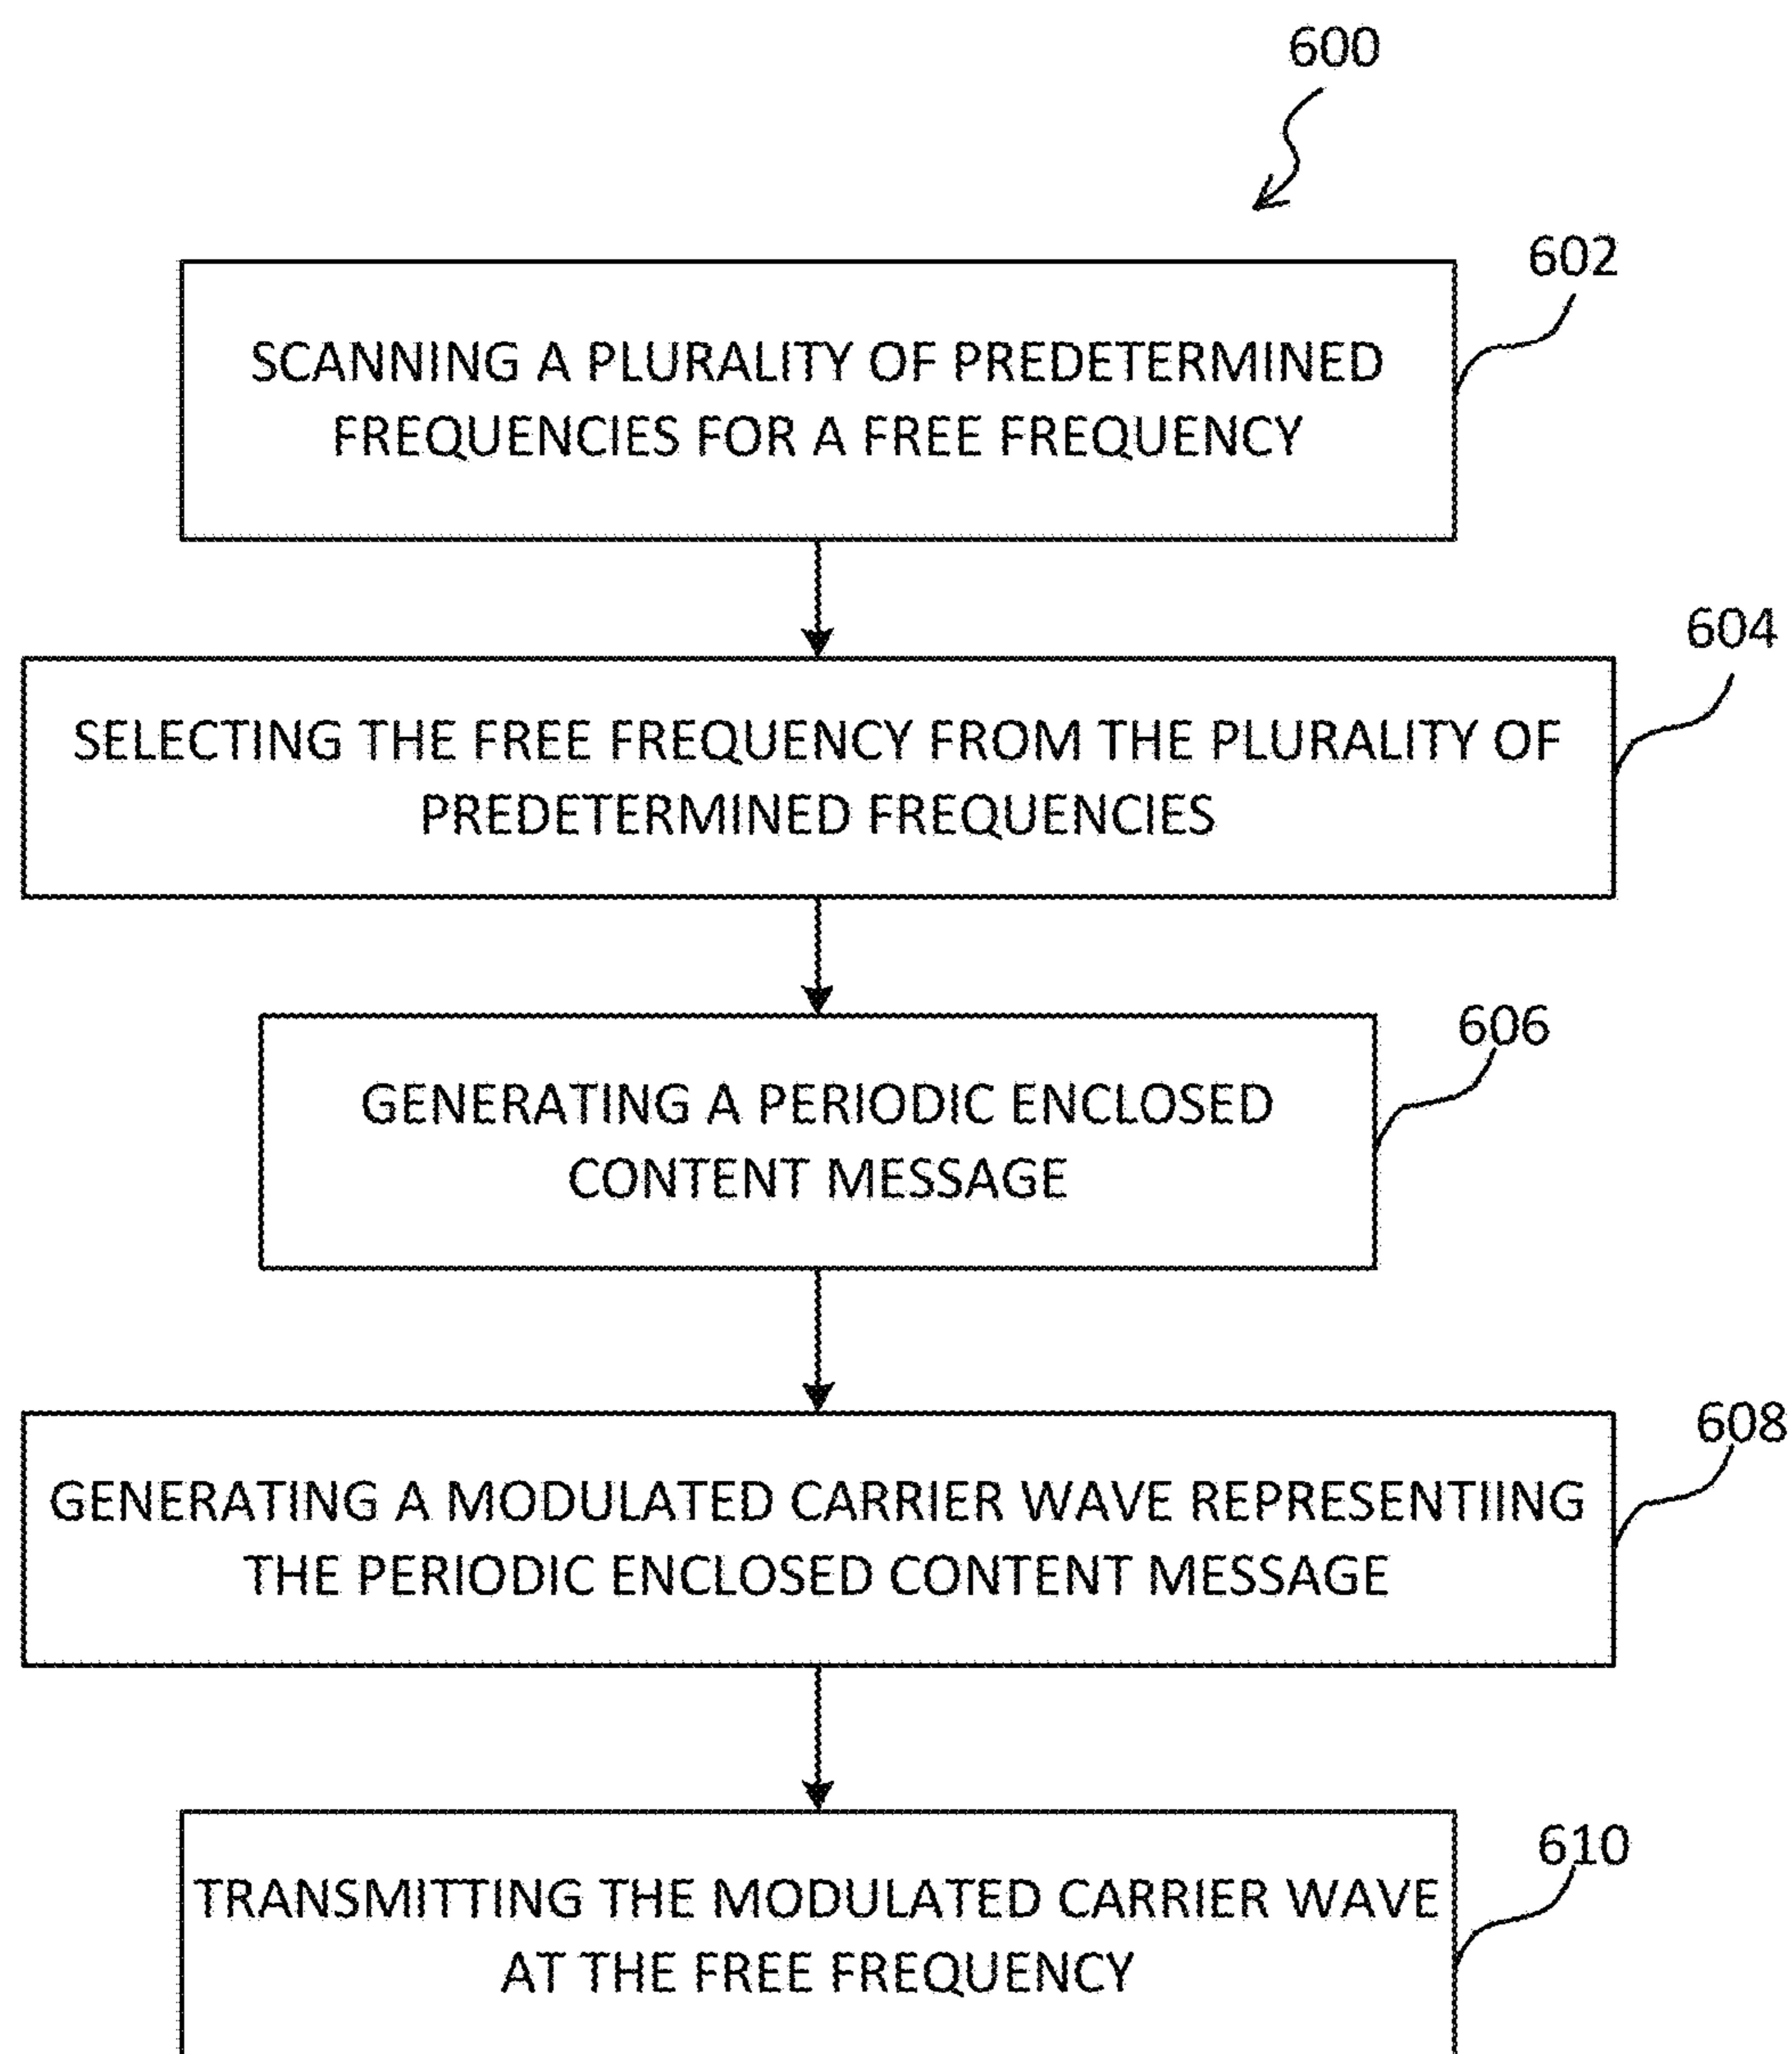 600
602
SCANNING A PLURALITY OF PREDETERMINED
FREQUENCIES FOR A FREE FREQUENCY
604
SELECTING THE FREE FREQUENCY FROM THE PLURALITY OF
PREDETERMINED FREQUENCIES
606
GENERATING A PERIODIC ENCLOSED
CONTENT MESSAGE
608
GENERATING A MODULATED CARRIER WAVE REPRESENTIING
THE PERIODIC ENCLOSED CONTENT MESSAGE
610
TRANSMITTING THE MODULATED CARRIER WAVE
AT THE FREE FREQUENCY